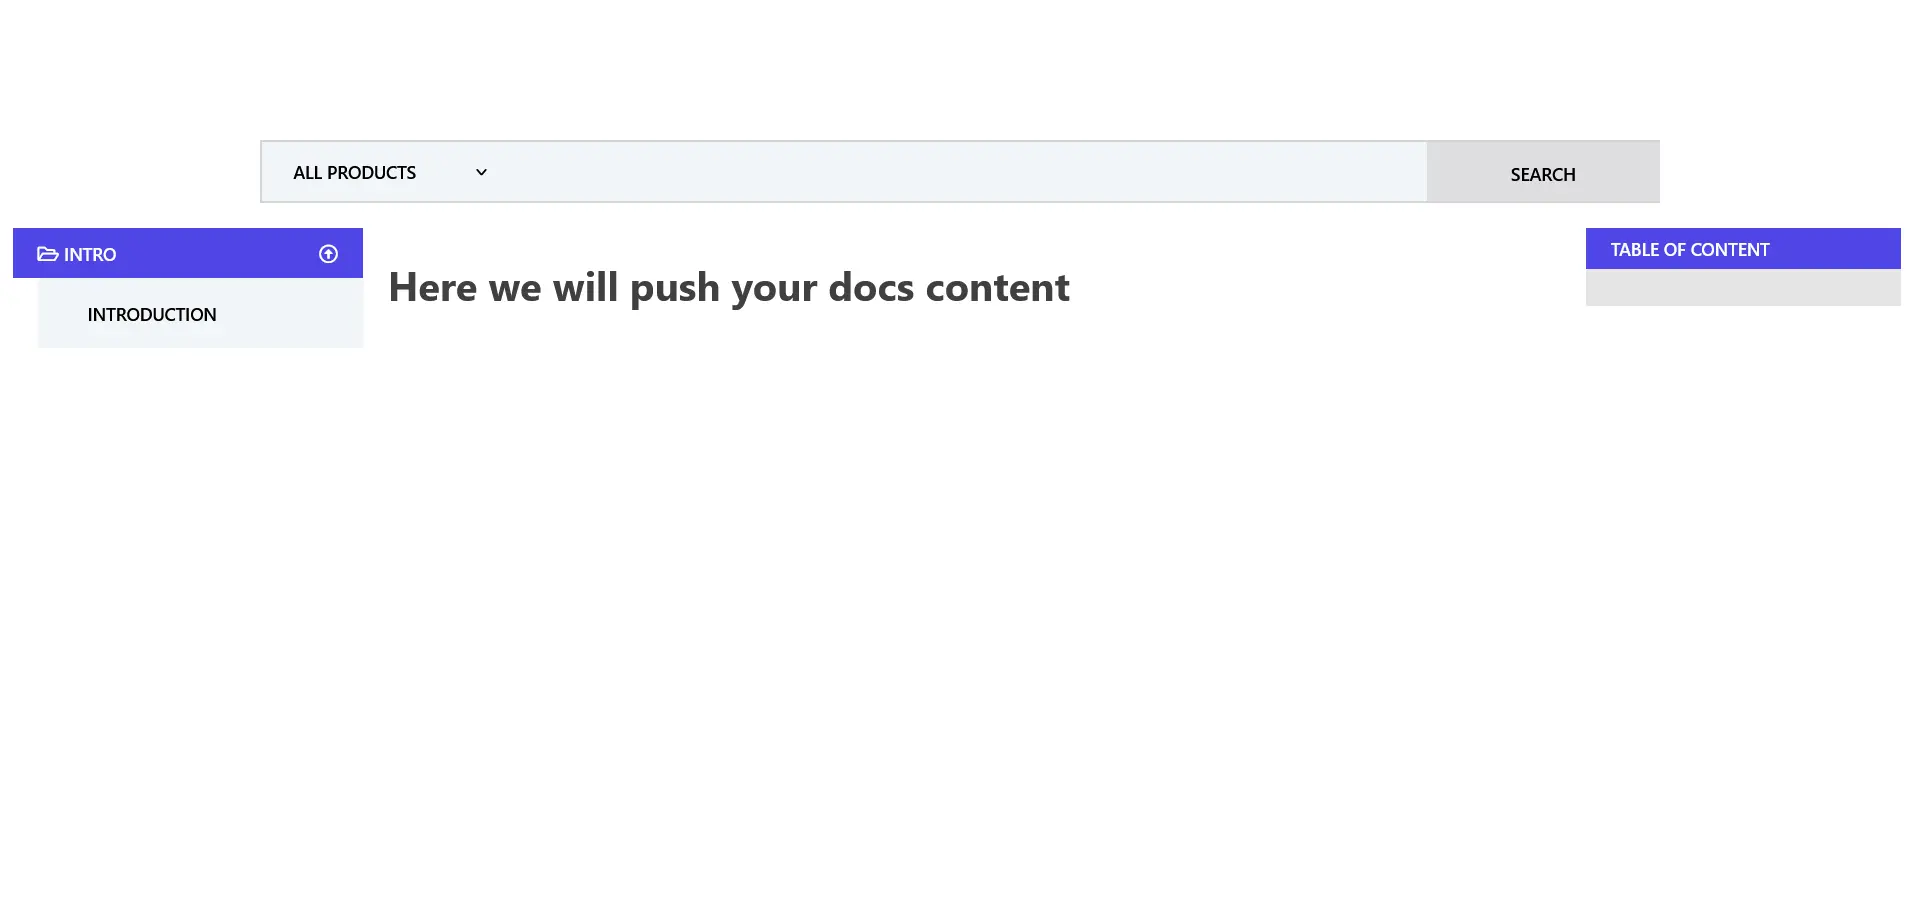 ALL PRODUCTS
SEARCH
INTRO
INTRODUCTION
Here we will push your docs content
TABLE OF CONTENT